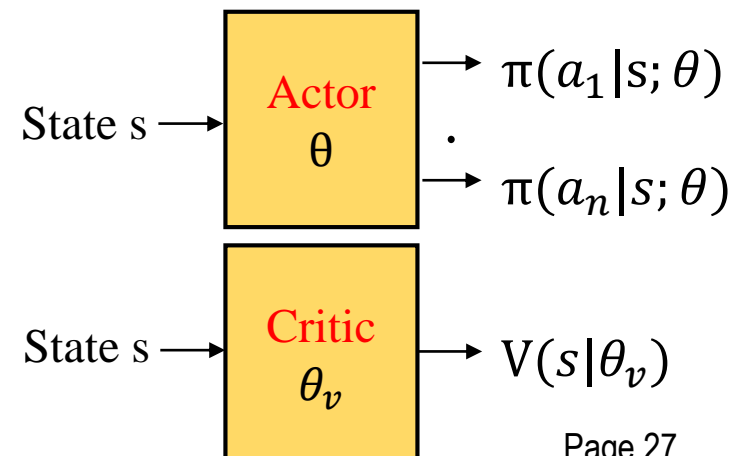 Actor
θ
State s
π(a₁|s; θ)
.
π(aₙ|s; θ)
Critic
θᵥ
State s
V(s|θᵥ)
Page 27